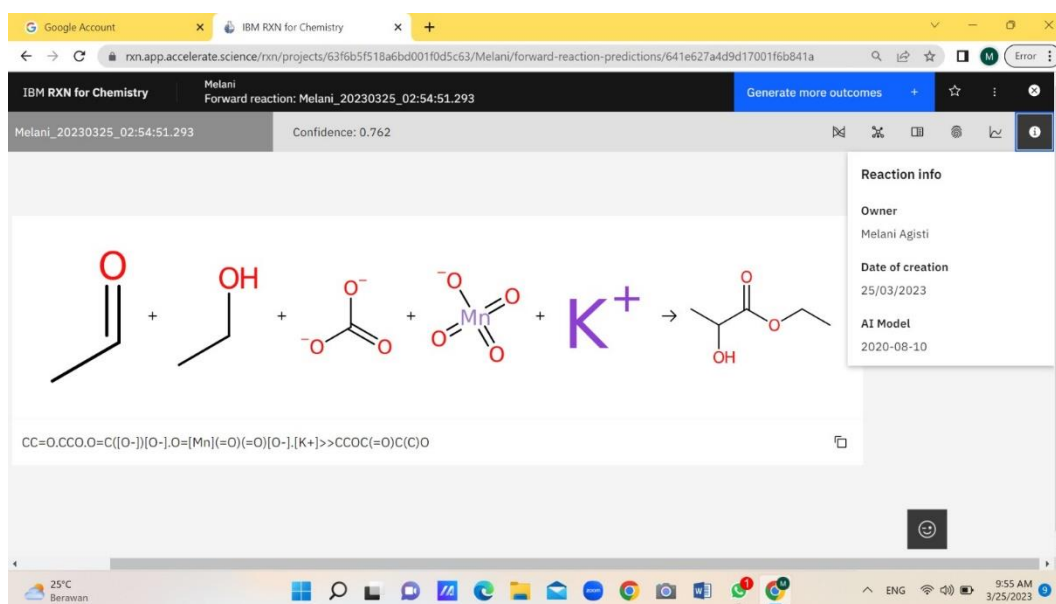 Google Account
IBM RXN for Chemistry
rxn.app.accelerate.science/rxn/projects/63f6b5f518a6bd001f0d5c63/Melani/forward-reaction-predictions/641e627a4d9d17001f6b841a
M
Error
IBM RXN for Chemistry
Melani
Forward reaction: Melani_20230325_02:54:51.293
Generate more outcomes +
Melani_20230325_02:54:51.293
Confidence: 0.762
Reaction info
Owner
Melani Agisti
Date of creation
25/03/2023
AI Model
2020-08-10
O
+
OH
+
O⁻
⁻O
O
+
⁻O
O
Mn
O
O
+
K⁺
→
O
O
OH
CC=O.CCO.O=C([O-])[O-].O=[Mn](=O)(=O)[O-].[K+]>>CCOC(=O)C(C)O
25°C
Berawan
zoom
1
M
ENG
9:55 AM
3/25/2023
9